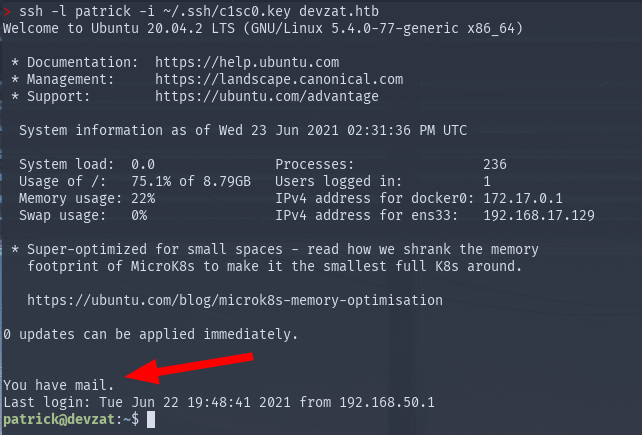 > ssh -l patrick -i ~/.ssh/c1sc0.key devzat.htb
Welcome to Ubuntu 20.04.2 LTS (GNU/Linux 5.4.0-77-generic x86_64)
* Documentation: https://help.ubuntu.com
* Management: https://landscape.canonical.com
* Support: https://ubuntu.com/advantage
System information as of Wed 23 Jun 2021 02:31:36 PM UTC
System load: 0.0 Processes: 236
Usage of /: 75.1% of 8.79GB Users logged in: 1
Memory usage: 22% IPv4 address for docker0: 172.17.0.1
Swap usage: 0% IPv4 address for ens33: 192.168.17.129
* Super-optimized for small spaces - read how we shrank the memory
footprint of MicroK8s to make it the smallest full K8s around.
https://ubuntu.com/blog/microk8s-memory-optimisation
0 updates can be applied immediately.
You have mail.
Last login: Tue Jun 22 19:48:41 2021 from 192.168.50.1
patrick@devzat:~$